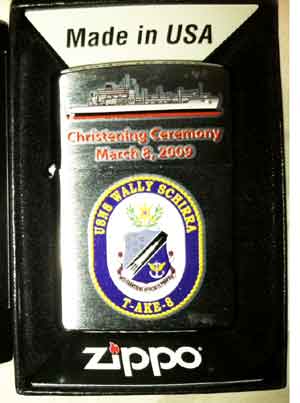 Made in USA
Christening Ceremony
March 8, 2009
USNS WALLY SCHIRRA
T-AKE-8
zippo